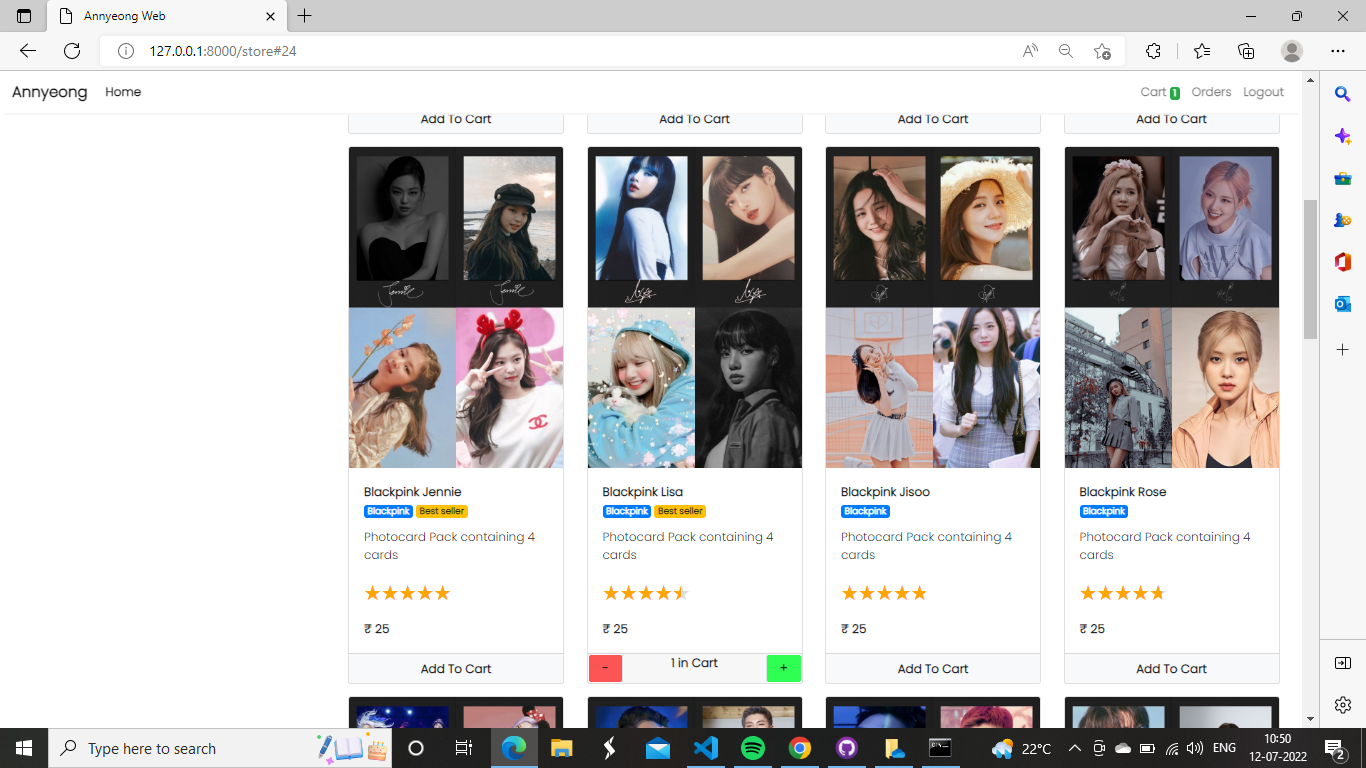 Annyeong Web
127.0.0.1:8000/store#24
Annyeong Home Cart 1 Orders Logout
Add To Cart Add To Cart Add To Cart Add To Cart
Blackpink Jennie
Blackpink Best seller
Photocard Pack containing 4
cards
₹ 25
Add To Cart
Blackpink Lisa
Blackpink Best seller
Photocard Pack containing 4
cards
₹ 25
- 1 in Cart +
Blackpink Jisoo
Blackpink
Photocard Pack containing 4
cards
₹ 25
Add To Cart
Blackpink Rose
Blackpink
Photocard Pack containing 4
cards
₹ 25
Add To Cart
Type here to search
22°C
ENG
10:50
12-07-2022
2